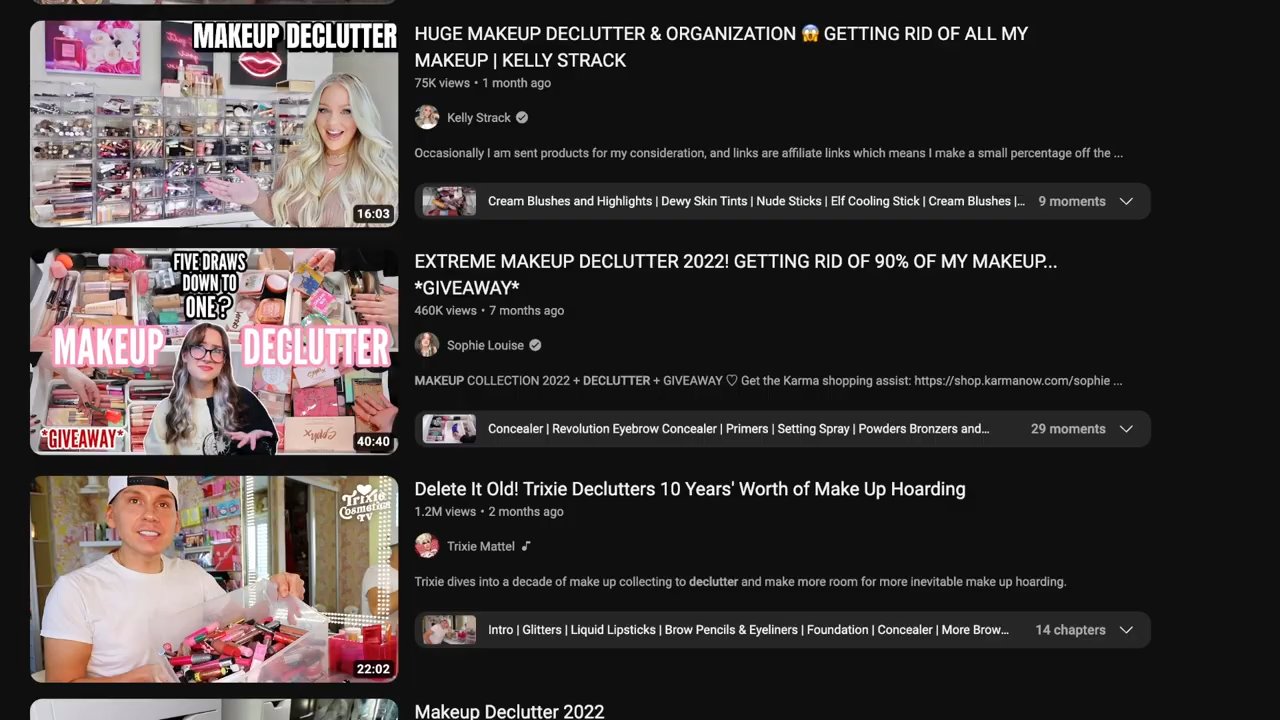 MAKEUP DECLUTTER
16:03
HUGE MAKEUP DECLUTTER & ORGANIZATION 😱 GETTING RID OF ALL MY
MAKEUP | KELLY STRACK
75K views • 1 month ago
Kelly Strack
Occasionally I am sent products for my consideration, and links are affiliate links which means I make a small percentage off the ...
Cream Blushes and Highlights | Dewy Skin Tints | Nude Sticks | Elf Cooling Stick | Cream Blushes |...
9 moments
FIVE DRAWS
DOWN TO
ONE?
MAKEUP DECLUTTER
*GIVEAWAY*
40:40
EXTREME MAKEUP DECLUTTER 2022! GETTING RID OF 90% OF MY MAKEUP...
*GIVEAWAY*
460K views • 7 months ago
Sophie Louise
MAKEUP COLLECTION 2022 + DECLUTTER + GIVEAWAY ♡ Get the Karma shopping assist: https://shop.karmanow.com/sophie ...
Concealer | Revolution Eyebrow Concealer | Primers | Setting Spray | Powders Bronzers and...
29 moments
Trixie
Cosmetics
TV
22:02
Delete It Old! Trixie Declutters 10 Years' Worth of Make Up Hoarding
1.2M views • 2 months ago
Trixie Mattel
Trixie dives into a decade of make up collecting to declutter and make more room for more inevitable make up hoarding.
Intro | Glitters | Liquid Lipsticks | Brow Pencils & Eyeliners | Foundation | Concealer | More Brow...
14 chapters
Makeup Declutter 2022